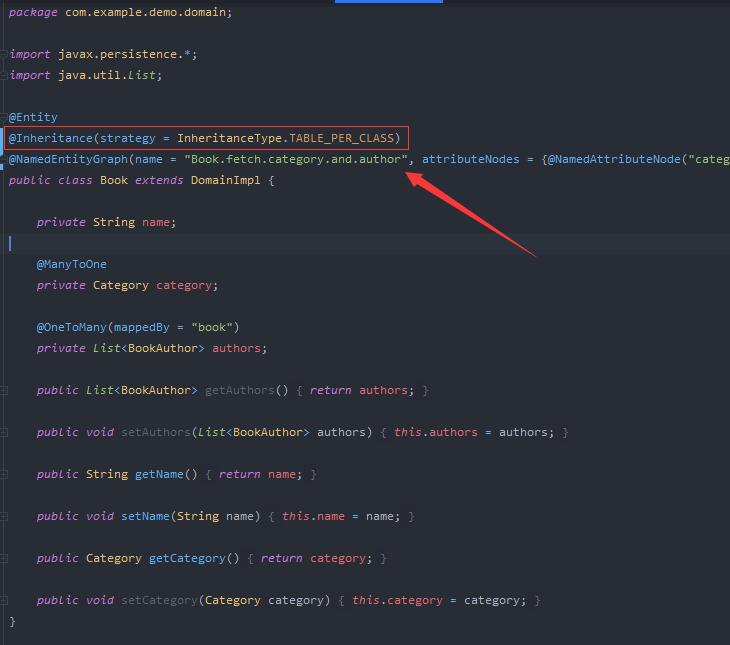 package com.example.demo.domain;
import javax.persistence.*;
import java.util.List;
@Entity
@Inheritance(strategy = InheritanceType.TABLE_PER_CLASS)
@NamedEntityGraph(name = "Book.fetch.category.and.author", attributeNodes = {@NamedAttributeNode("categ
public class Book extends DomainImpl {
private String name;
@ManyToOne
private Category category;
@OneToMany(mappedBy = "book")
private List<BookAuthor> authors;
public List<BookAuthor> getAuthors() { return authors; }
public void setAuthors(List<BookAuthor> authors) { this.authors = authors; }
public String getName() { return name; }
public void setName(String name) { this.name = name; }
public Category getCategory() { return category; }
public void setCategory(Category category) { this.category = category; }
}